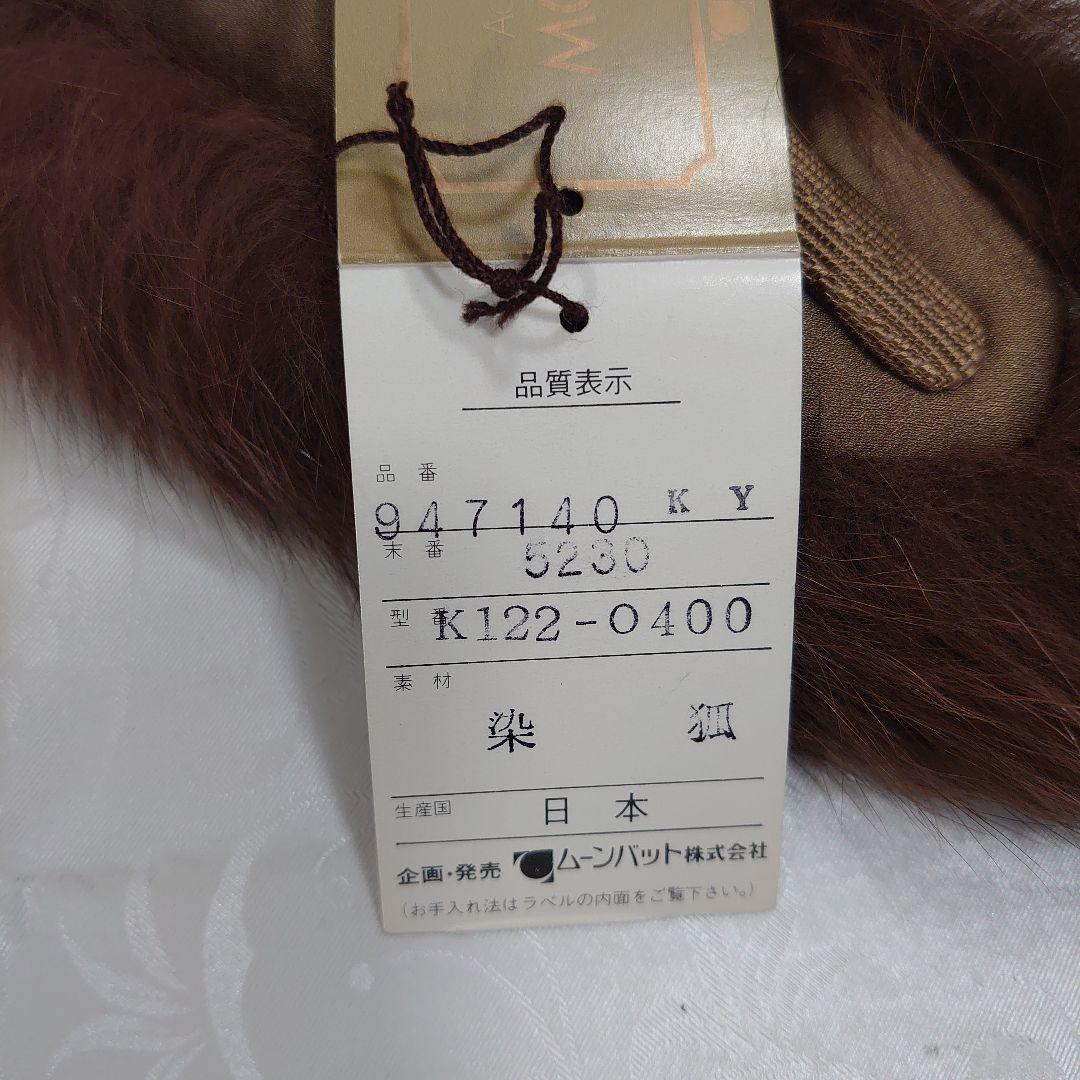 品質表示
品番
947140 K Y
末番 5230
型番 K122-0400
素材
染 狐
生産国 日本
企画・発売 ムーンバット株式会社
(お手入れ法はラベルの内面をご覧下さい。)